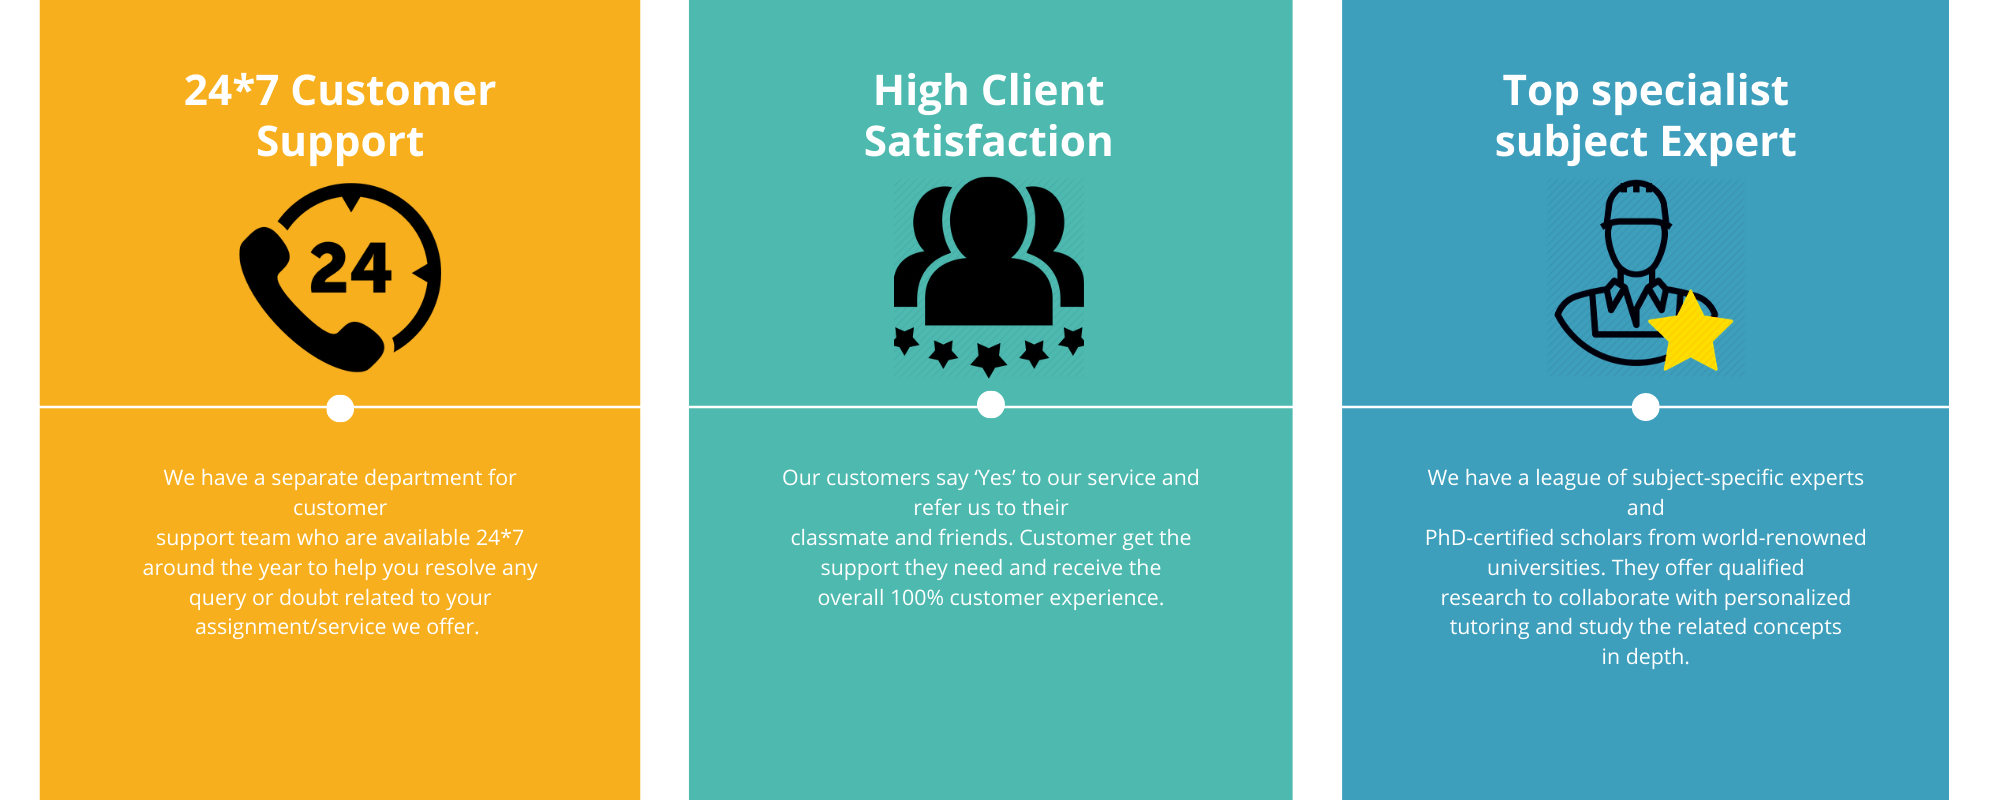 24*7 Customer
Support
24
We have a separate department for
customer
support team who are available 24*7
around the year to help you resolve any
query or doubt related to your
assignment/service we offer.
High Client
Satisfaction
Our customers say ‘Yes’ to our service and
refer us to their
classmate and friends. Customer get the
support they need and receive the
overall 100% customer experience.
Top specialist
subject Expert
We have a league of subject-specific experts
and
PhD-certified scholars from world-renowned
universities. They offer qualified
research to collaborate with personalized
tutoring and study the related concepts
in depth.